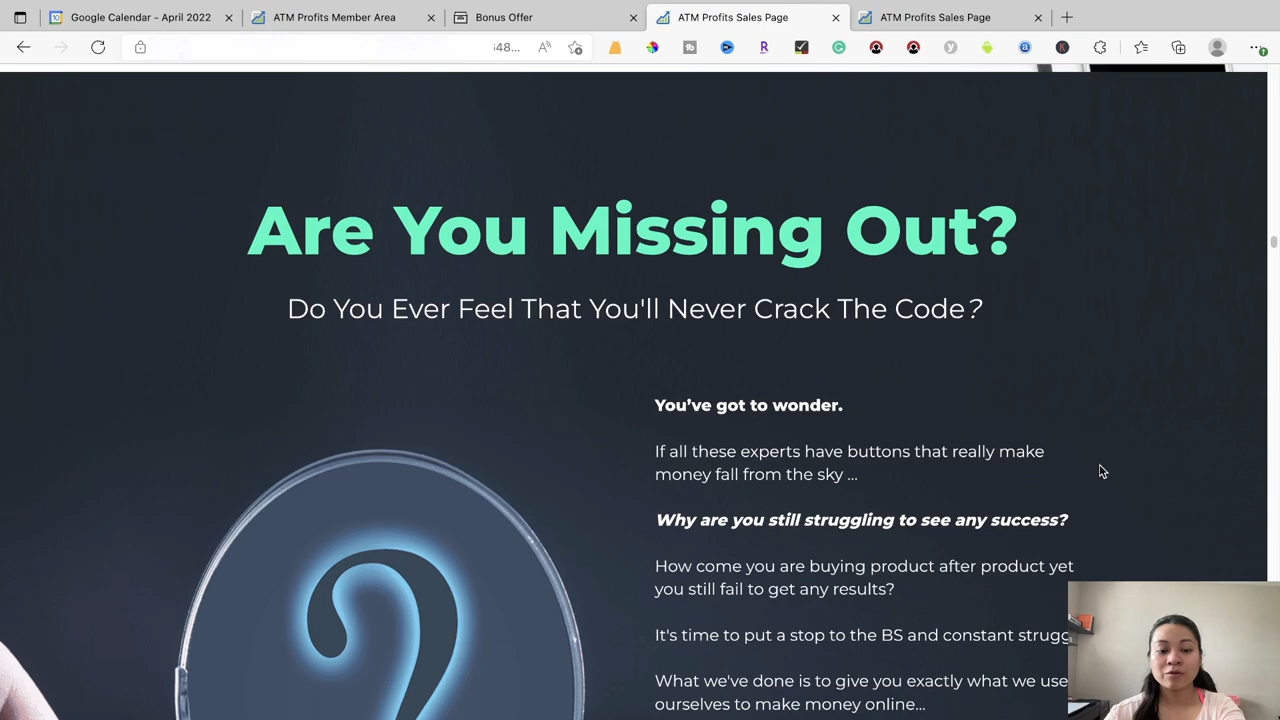 Google Calendar - April 2022
ATM Profits Member Area
Bonus Offer
ATM Profits Sales Page
ATM Profits Sales Page
48...
Are You Missing Out?
Do You Ever Feel That You'll Never Crack The Code?
You’ve got to wonder.
If all these experts have buttons that really make
money fall from the sky ...
Why are you still struggling to see any success?
How come you are buying product after product yet
you still fail to get any results?
It's time to put a stop to the BS and constant strugg
What we've done is to give you exactly what we use
ourselves to make money online...